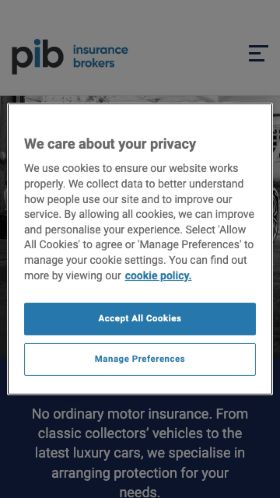 pib insurance
brokers
We care about your privacy
We use cookies to ensure our website works
properly. We collect data to better understand
how people use our site and to improve our
service. By allowing all cookies, we can improve
and personalise your experience. Select 'Allow
All Cookies' to agree or 'Manage Preferences' to
manage your cookie settings. You can find out
more by viewing our cookie policy.
Accept All Cookies
Manage Preferences
No ordinary motor insurance. From
classic collectors' vehicles to the
latest luxury cars, we specialise in
arranging protection for your
needs.